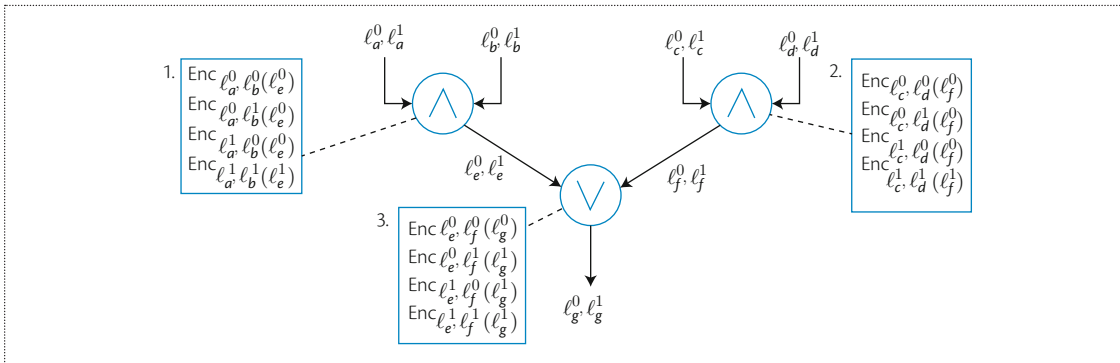 ℓ_a^0, ℓ_a^1
ℓ_b^0, ℓ_b^1
ℓ_c^0, ℓ_c^1
ℓ_d^0, ℓ_d^1
1.
Enc ℓ_a^0, ℓ_b^0 (ℓ_e^0)
Enc ℓ_a^0, ℓ_b^1 (ℓ_e^0)
Enc ℓ_a^1, ℓ_b^0 (ℓ_e^0)
Enc ℓ_a^1, ℓ_b^1 (ℓ_e^1)
∧
∧
2.
Enc ℓ_c^0, ℓ_d^0 (ℓ_f^0)
Enc ℓ_c^0, ℓ_d^1 (ℓ_f^0)
Enc ℓ_c^1, ℓ_d^0 (ℓ_f^0)
Enc ℓ_c^1, ℓ_d^1 (ℓ_f^1)
ℓ_e^0, ℓ_e^1
ℓ_f^0, ℓ_f^1
∨
3.
Enc ℓ_e^0, ℓ_f^0 (ℓ_g^0)
Enc ℓ_e^0, ℓ_f^1 (ℓ_g^1)
Enc ℓ_e^1, ℓ_f^0 (ℓ_g^1)
Enc ℓ_e^1, ℓ_f^1 (ℓ_g^1)
ℓ_g^0, ℓ_g^1